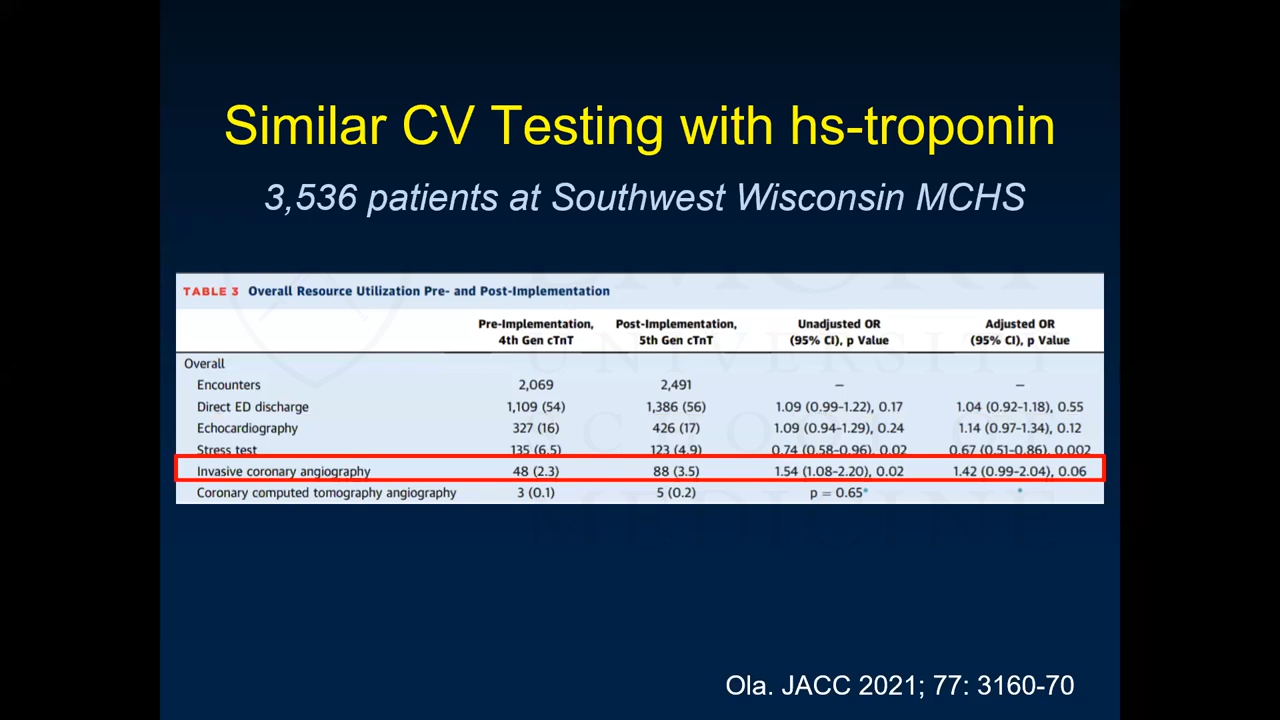 Similar CV Testing with hs-troponin
3,536 patients at Southwest Wisconsin MCHS
TABLE 3 Overall Resource Utilization Pre- and Post-Implementation
Pre-Implementation, 4th Gen cTnT Post-Implementation, 5th Gen cTnT Unadjusted OR (95% CI), p Value Adjusted OR (95% CI), p Value
Overall
Encounters 2,069 2,491 — —
Direct ED discharge 1,109 (54) 1,386 (56) 1.09 (0.99–1.22), 0.17 1.04 (0.92–1.18), 0.55
Echocardiography 327 (16) 426 (17) 1.09 (0.94–1.29), 0.24 1.14 (0.97–1.34), 0.12
Stress test 135 (6.5) 123 (4.9) 0.74 (0.58–0.96), 0.02 0.67 (0.51–0.86), 0.002
Invasive coronary angiography 48 (2.3) 88 (3.5) 1.54 (1.08–2.20), 0.02 1.42 (0.99–2.04), 0.06
Coronary computed tomography angiography 3 (0.1) 5 (0.2) p = 0.65* *
UNIVERSITY
SCHOOL OF
MEDICINE
Ola. JACC 2021; 77: 3160-70